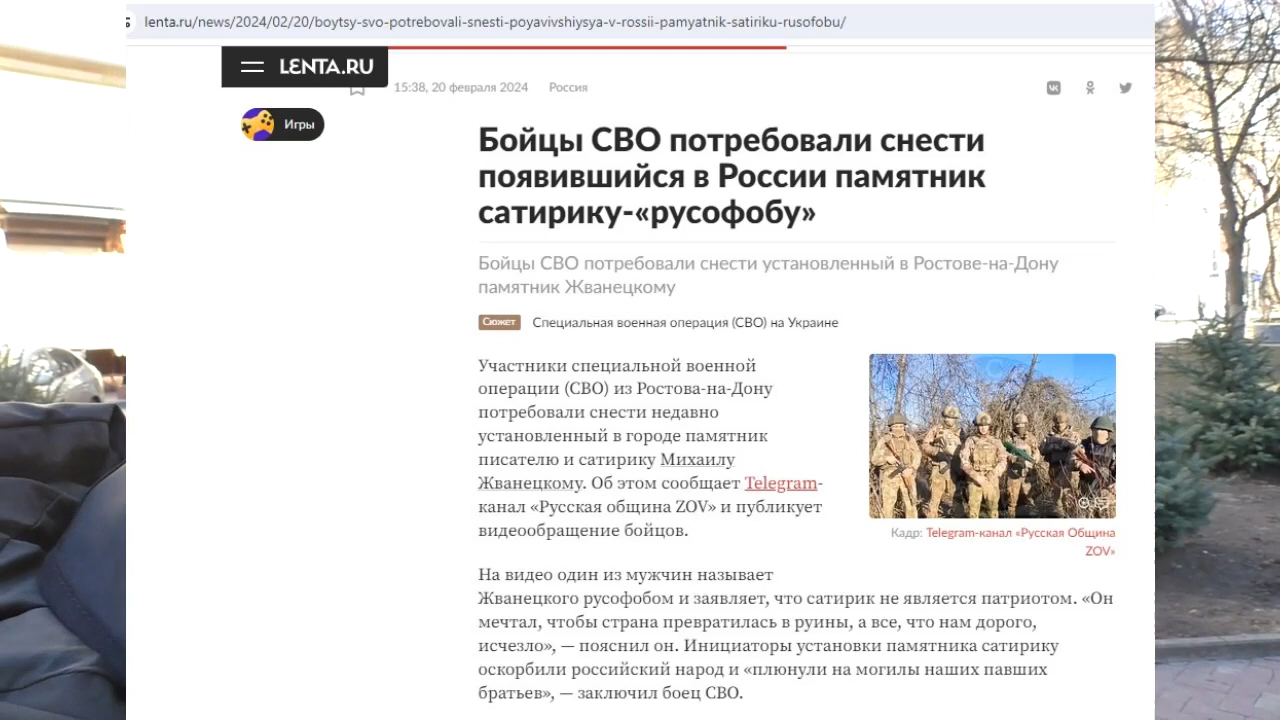 lenta.ru/news/2024/02/20/boytsy-svo-potrebovali-snesti-poyavivshiysya-v-rossii-pamyatnik-satiriku-rusofobu/
LENTA.RU
15:38, 20 февраля 2024 Россия
Игры
Бойцы СВО потребовали снести
появившийся в России памятник
сатирику-«русофобу»
Бойцы СВО потребовали снести установленный в Ростове-на-Дону
памятник Жванецкому
Сюжет Специальная военная операция (СВО) на Украине
Участники специальной военной
операции (СВО) из Ростова-на-Дону
потребовали снести недавно
установленный в городе памятник
писателю и сатирику Михаилу
Жванецкому. Об этом сообщает Telegram-
канал «Русская община ZOV» и публикует
видеообращение бойцов.
Кадр: Telegram-канал «Русская Община
ZOV»
На видео один из мужчин называет
Жванецкого русофобом и заявляет, что сатирик не является патриотом. «Он
мечтал, чтобы страна превратилась в руины, а все, что нам дорого,
исчезло», — пояснил он. Инициаторы установки памятника сатирику
оскорбили российский народ и «плюнули на могилы наших павших
братьев», — заключил боец СВО.